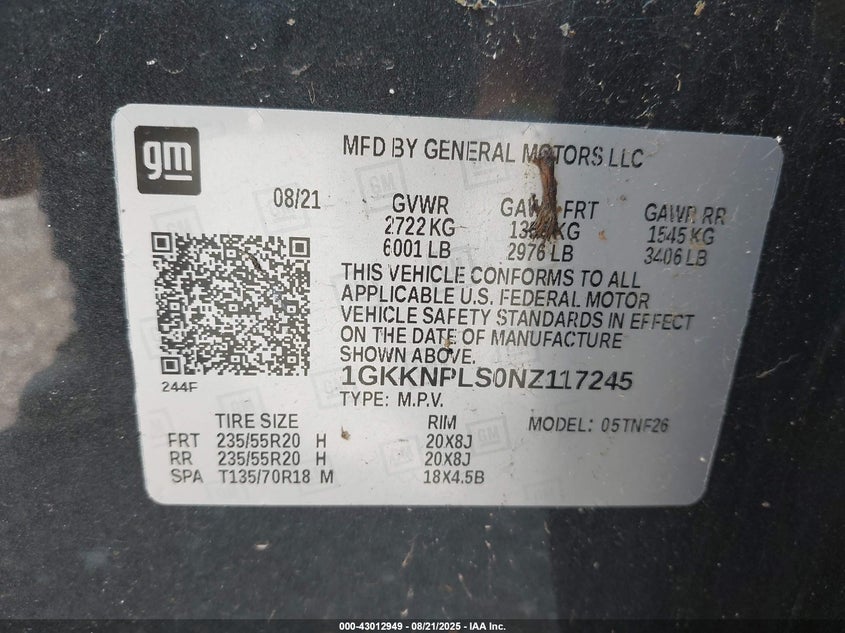 gm
MFD BY GENERAL MOTORS LLC
08/21 GVWR GAWR FRT GAWR RR
2722 KG KG 1545 KG
6001 LB 2976 LB 3406 LB
THIS VEHICLE CONFORMS TO ALL
APPLICABLE U.S. FEDERAL MOTOR
VEHICLE SAFETY STANDARDS IN EFFECT
ON THE DATE OF MANUFACTURE
SHOWN ABOVE.
1GKKNPLS0NZ117245
244F
TYPE: M.P.V.
TIRE SIZE RIM MODEL: 05TNF26
FRT 235/55R20 H 20X8J
RR 235/55R20 H 20X8J
SPA T135/70R18 M 18X4.5B
000-43012949 - 08/21/2025 - IAA Inc.